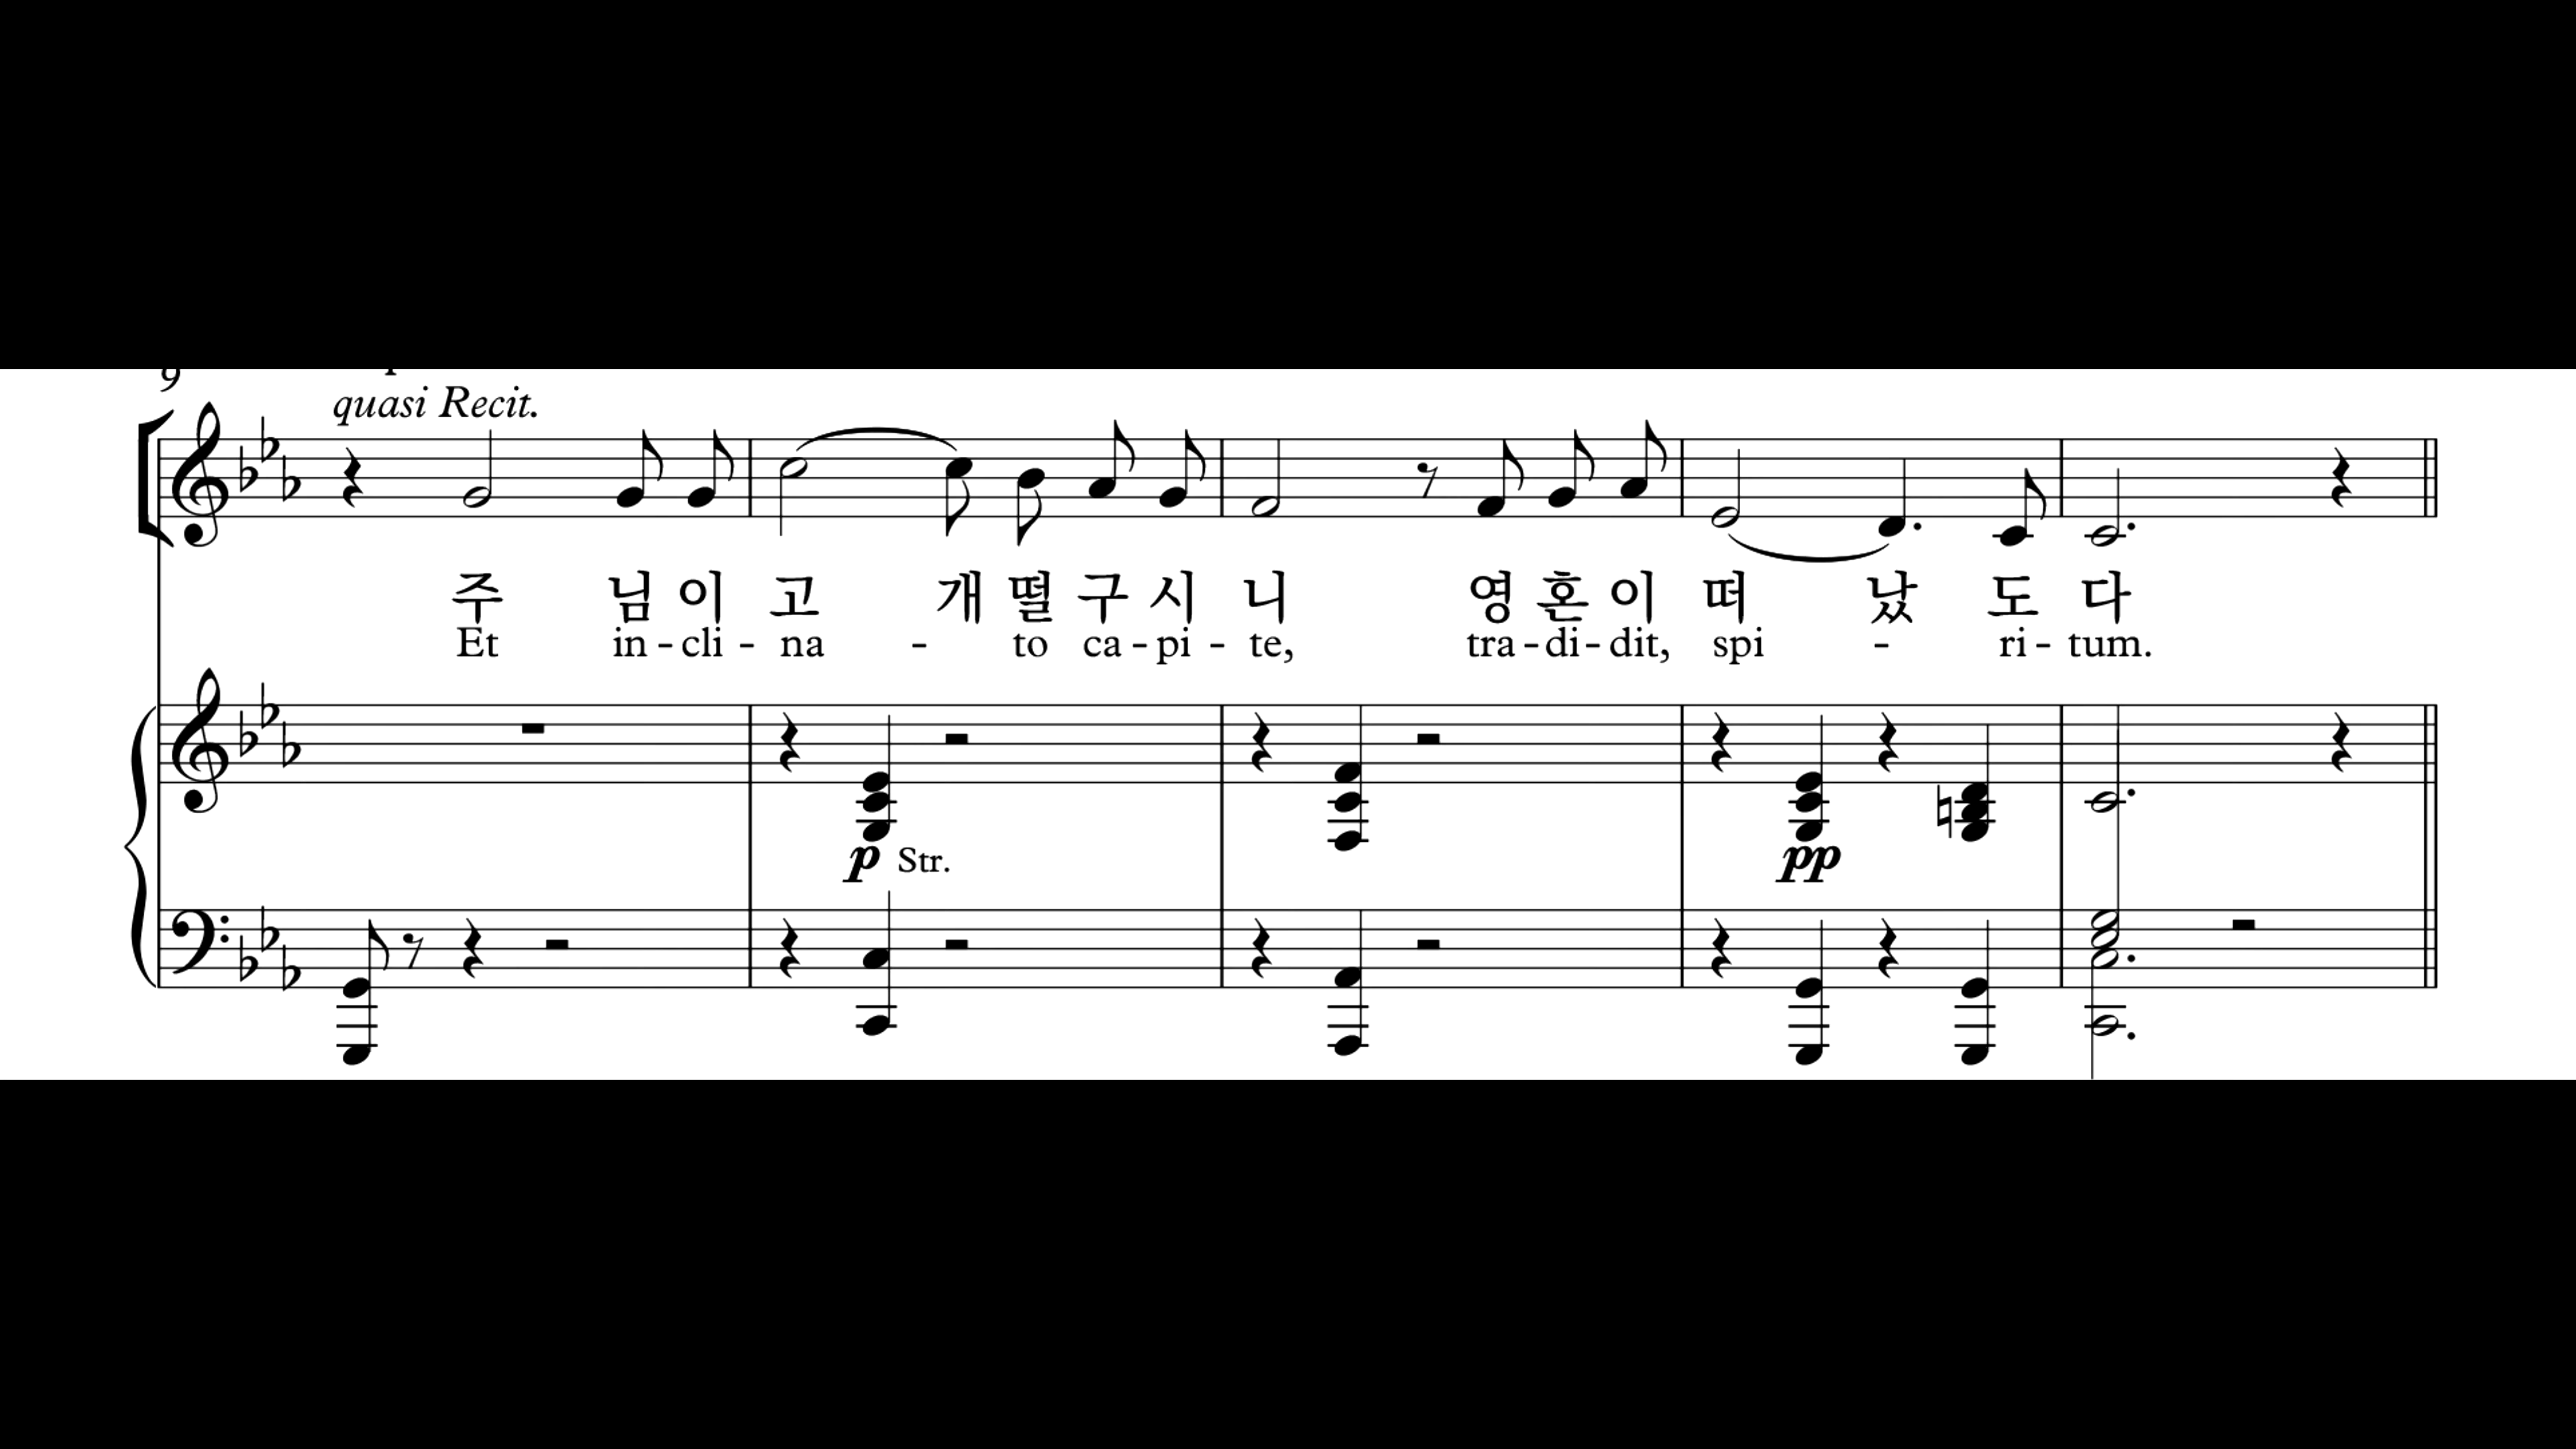 9
quasi Recit.
주 님 이 고 개 떨 구 시 니 영 혼 이 떠 났 도 다
Et in - cli - na - to ca - pi - te, tra - di - dit, spi - ri - tum.
p Str. pp